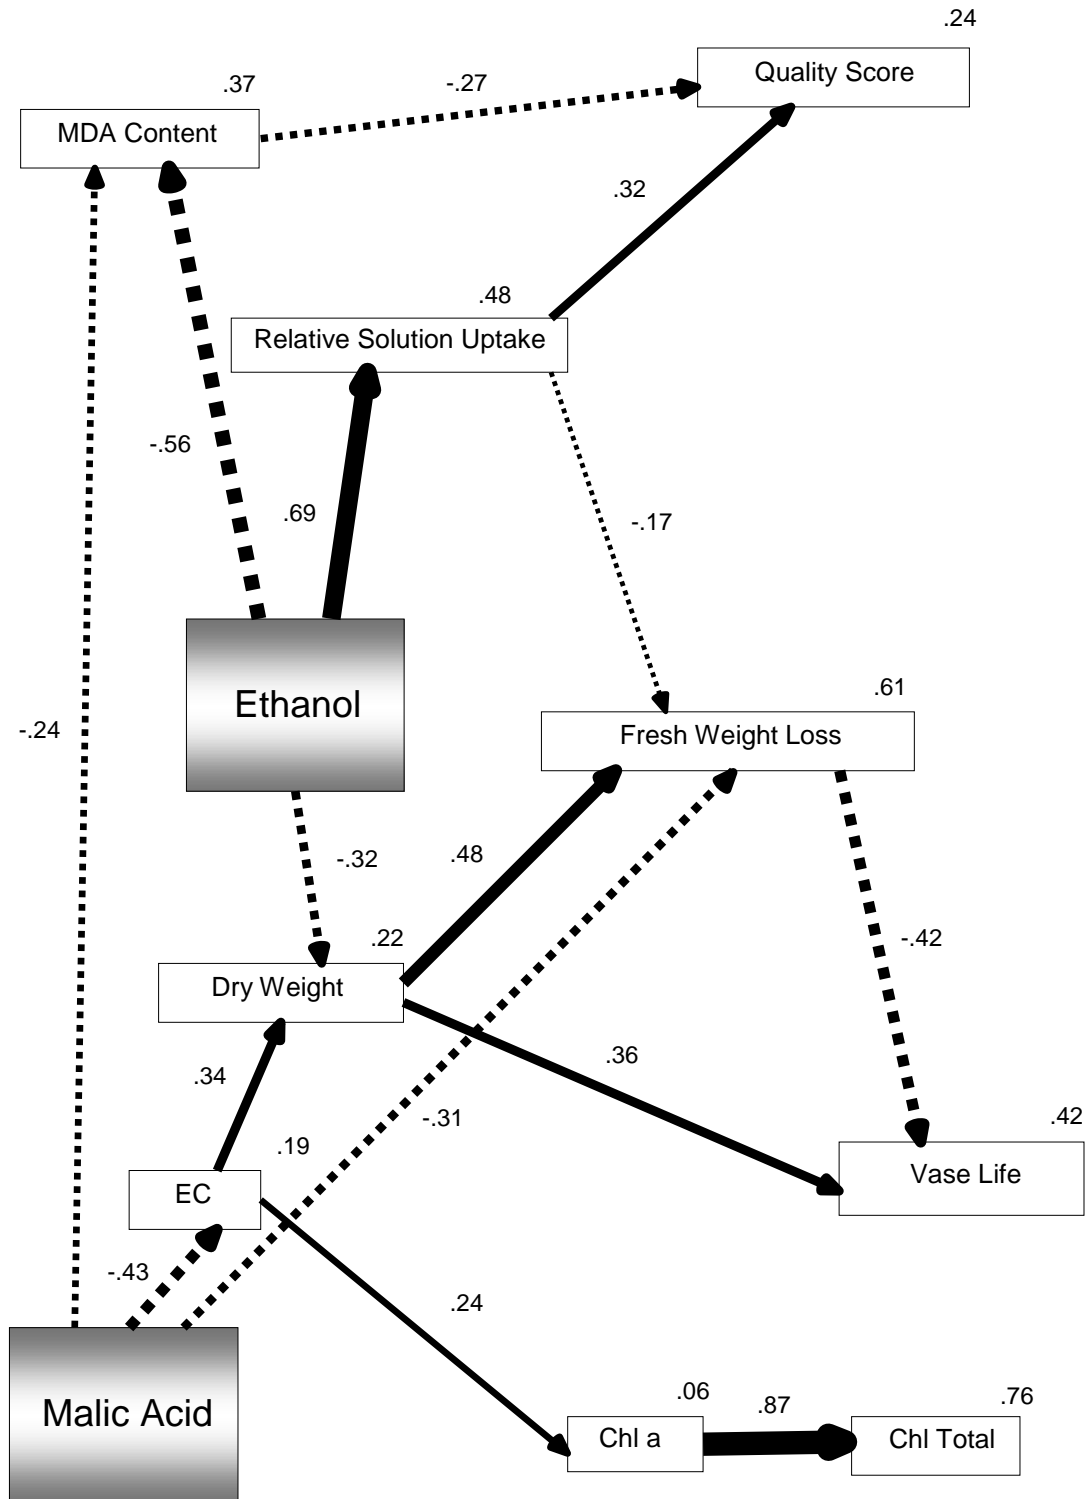 .24
Quality Score
.37
-.27
MDA Content
.32
.48
Relative Solution Uptake
-.56
.69
-.17
Ethanol
.61
-.24
Fresh Weight Loss
-.32
.48
.22
-.42
Dry Weight
.36
.34
-.31
.42
.19
Vase Life
EC
-.43
.24
.06
.87
.76
Malic Acid
Chl a
Chl Total